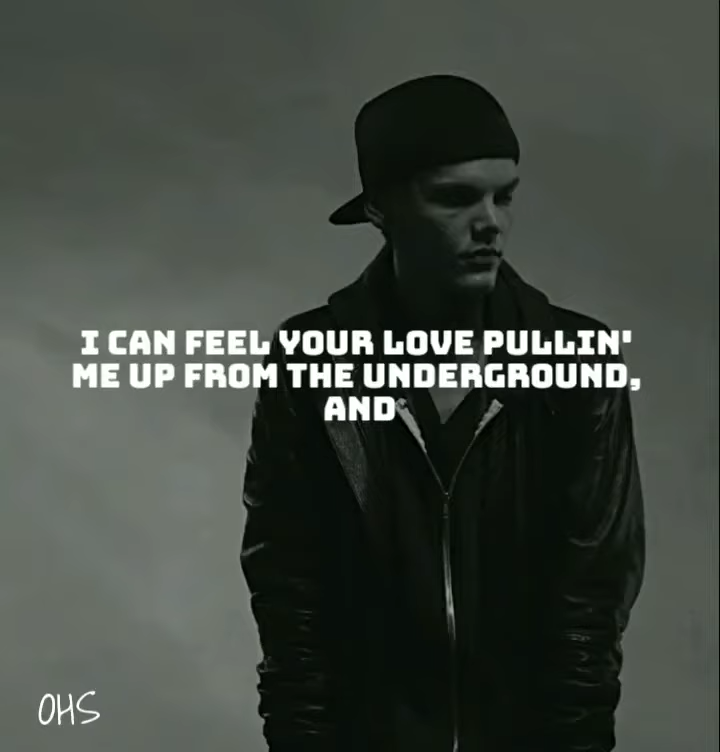 I CAN FEEL YOUR LOVE PULLIN'
ME UP FROM THE UNDERGROUND,
AND
OHS